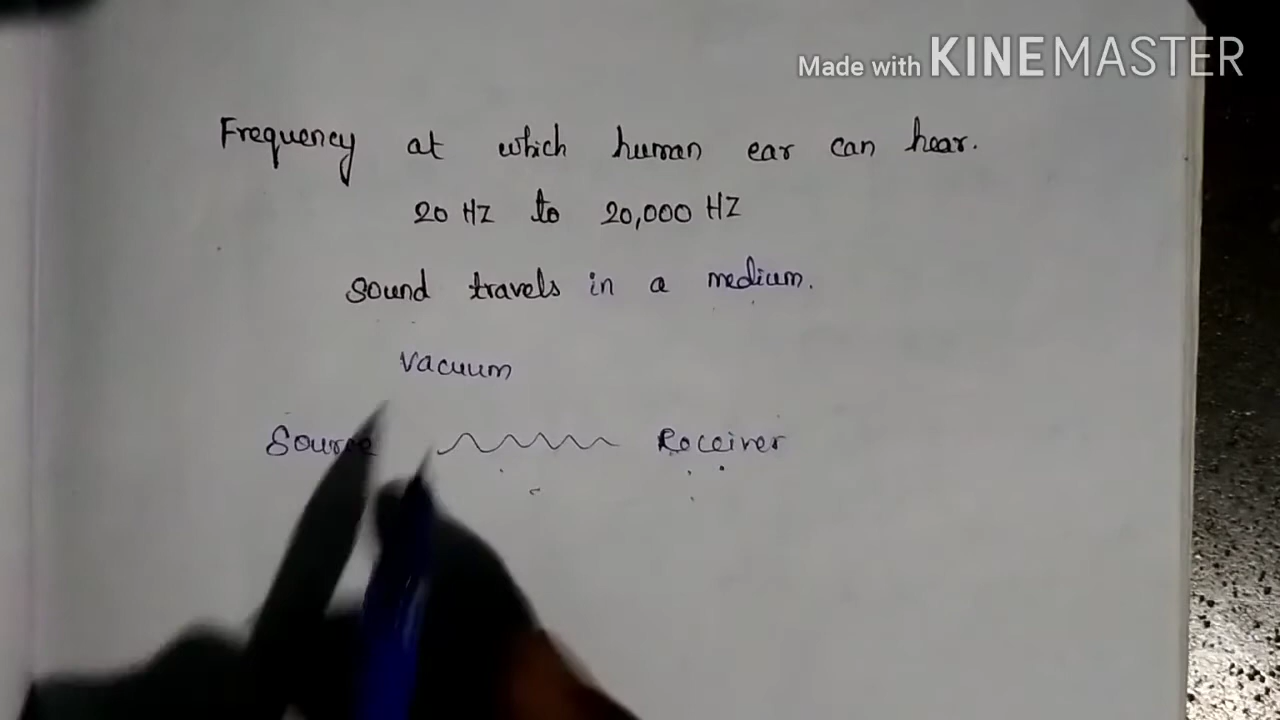 Made with KINEMASTER
Frequency at which human ear can hear.
20 HZ to 20,000 HZ
Sound travels in a medium.
Vacuum
Source Receiver